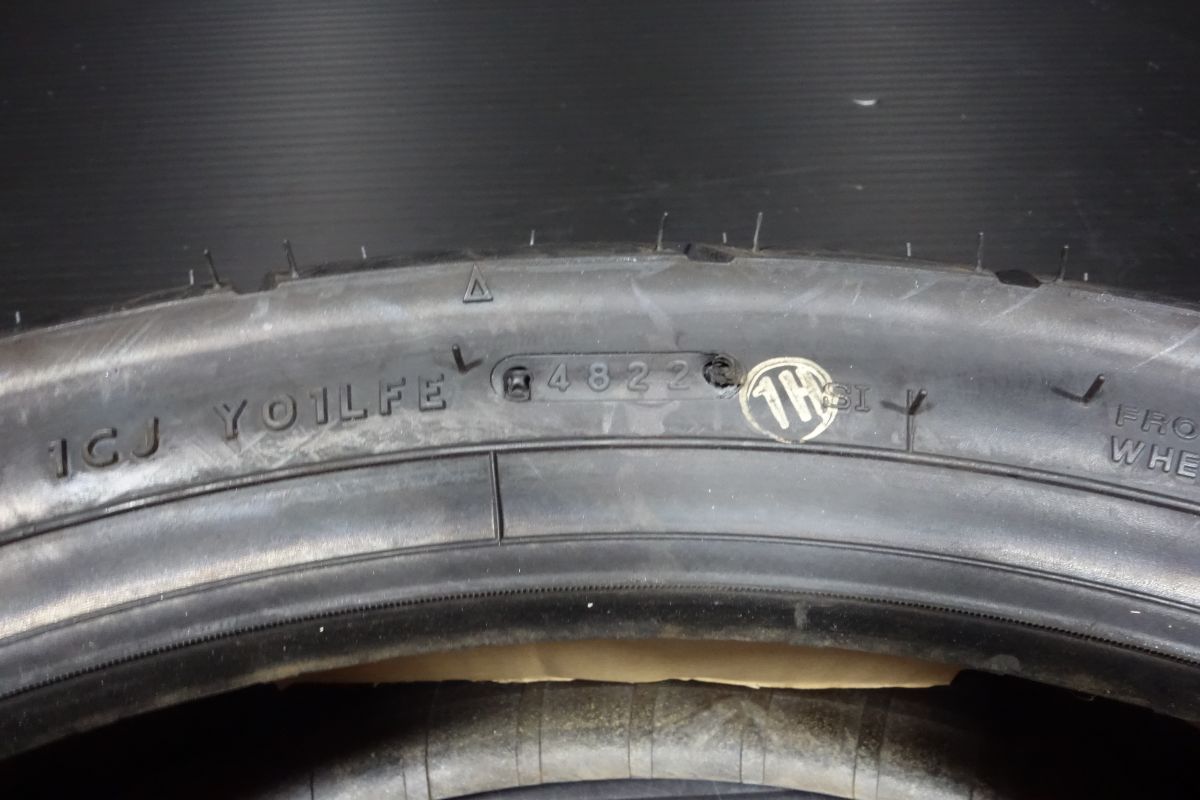 1CJ Y01LFE 4822 1H SI
FRO
WHE